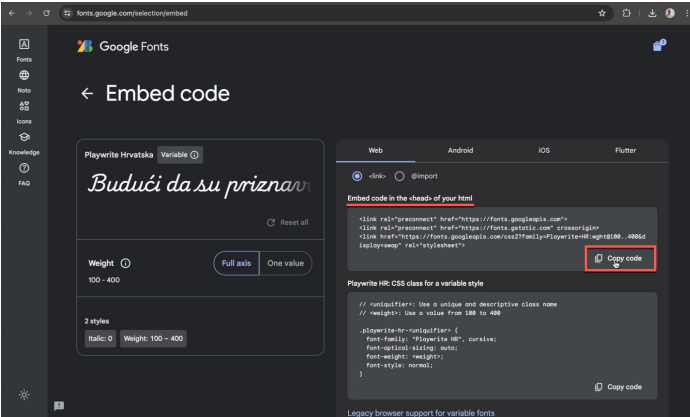 fonts.google.com/selection/embed
Fonts
Noto
Icons
Knowledge
FAQ
Google Fonts
Embed code
Playwrite Hrvatska Variable
Budući da su priznav
Reset all
Weight
Full axis One value
100 - 400
2 styles
Italic: 0 Weight: 100 – 400
Web Android iOS Flutter
<link> @import
Embed code in the <head> of your html
<link rel="preconnect" href="https://fonts.googleapis.com">
<link rel="preconnect" href="https://fonts.gstatic.com" crossorigin>
<link href="https://fonts.googleapis.com/css2?family=Playwrite+HR:wght@100..400&d
isplay=swap" rel="stylesheet">
Copy code
Playwrite HR: CSS class for a variable style
// <uniquifier>: Use a unique and descriptive class name
// <weight>: Use a value from 100 to 400
.playwrite-hr-<uniquifier> {
font-family: "Playwrite HR", cursive;
font-optical-sizing: auto;
font-weight: <weight>;
font-style: normal;
}
Copy code
Legacy browser support for variable fonts